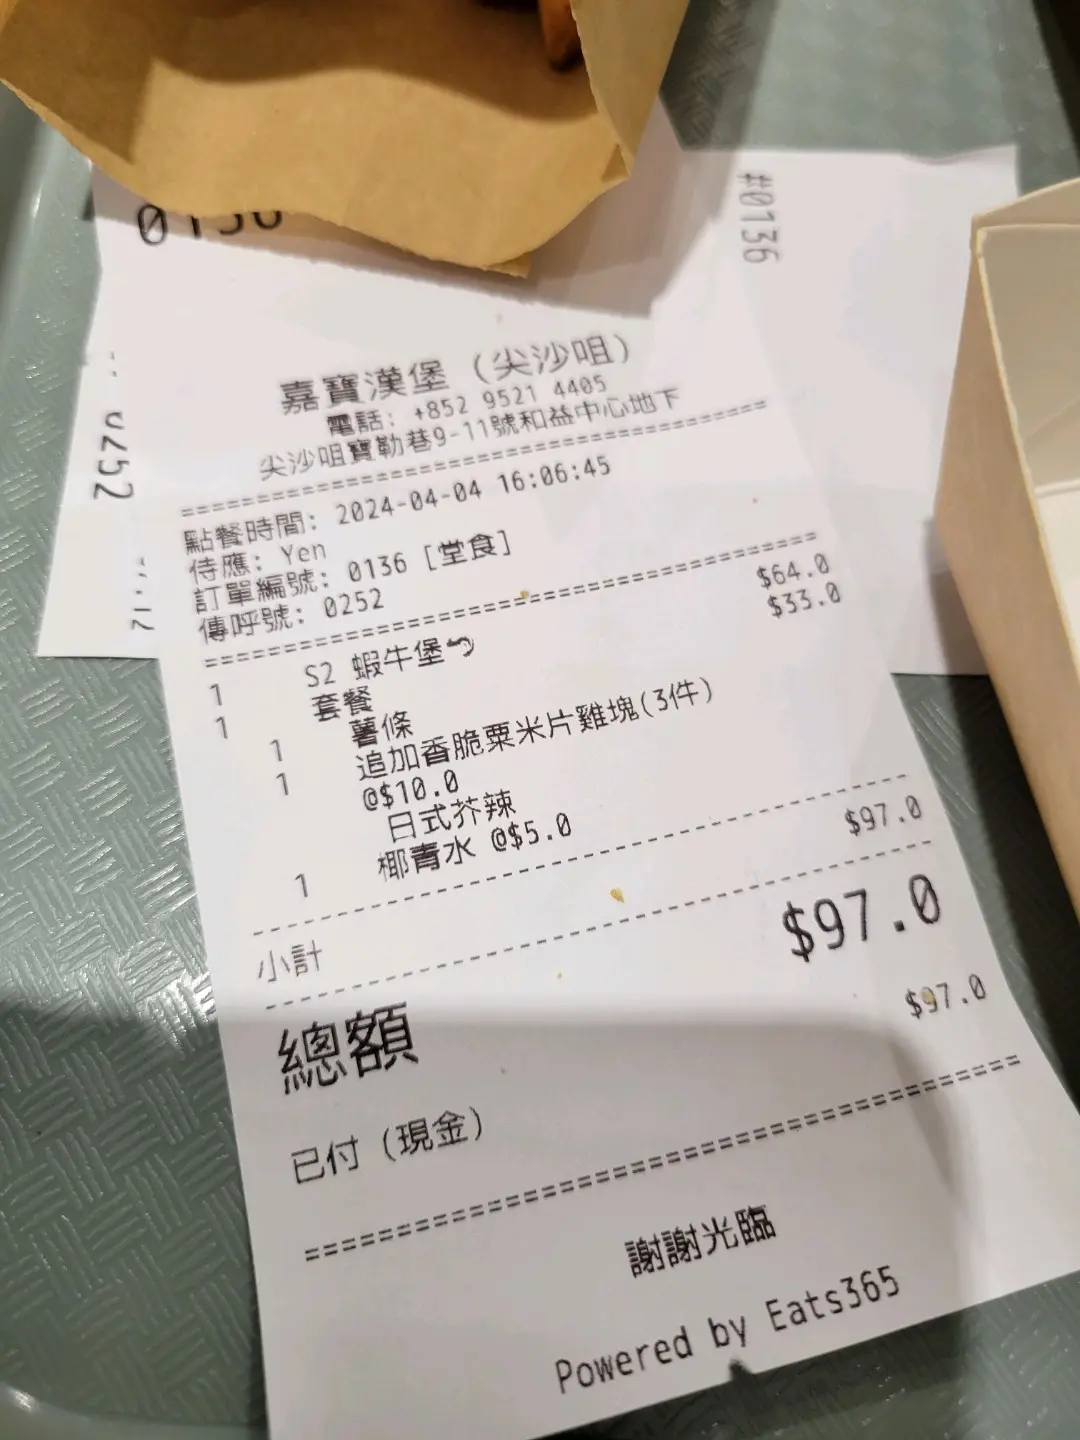 #0136
0252
嘉寶漢堡 (尖沙咀)
電話: +852 9521 4405
尖沙咀寶勒巷9-11號和益中心地下
點餐時間: 2024-04-04 16:06:45
侍應: Yen
訂單編號: 0136 [堂食]
傳呼號: 0252
1 S2 蝦牛堡 $64.0
1 套餐 $33.0
1 薯條
1 追加香脆粟米片雞塊(3件)
@$10.0
日式芥辣
1 椰青水 @$5.0
小計 $97.0
總額 $97.0
已付 (現金) $97.0
謝謝光臨
Powered by Eats365